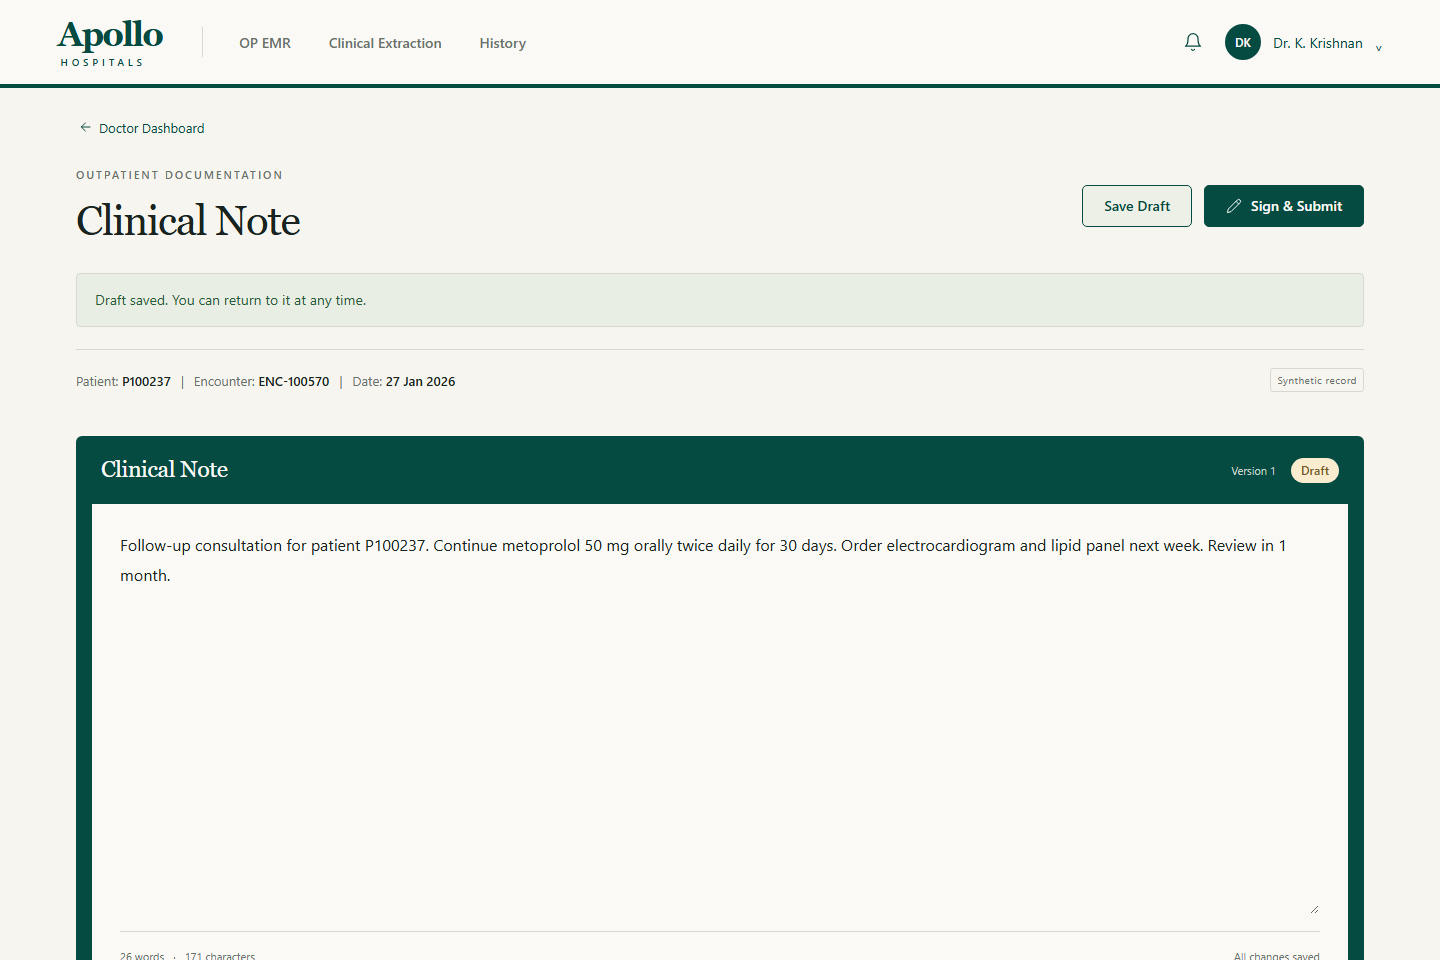 Apollo
HOSPITALS
OP EMR
Clinical Extraction
History
DK
Dr. K. Krishnan
Doctor Dashboard
OUTPATIENT DOCUMENTATION
Clinical Note
Save Draft
Sign & Submit
Draft saved. You can return to it at any time.
Patient: P100237 | Encounter: ENC-100570 | Date: 27 Jan 2026
Synthetic record
Clinical Note
Version 1
Draft
Follow-up consultation for patient P100237. Continue metoprolol 50 mg orally twice daily for 30 days. Order electrocardiogram and lipid panel next week. Review in 1
month.
26 words · 171 characters
All changes saved